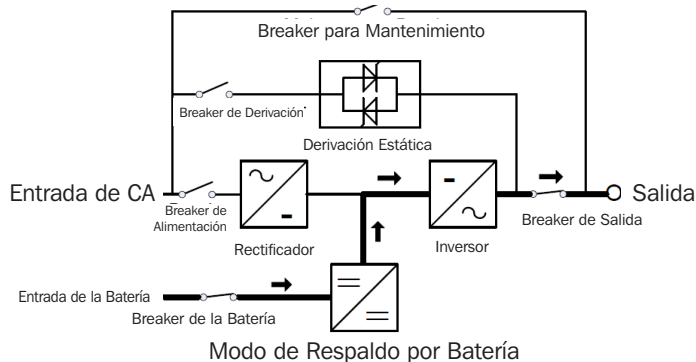 Breaker para Mantenimiento
Breaker de Derivación
Derivación Estática
Entrada de CA
Breaker de
Alimentación
Rectificador
Inversor
Breaker de Salida
Salida
Entrada de la Batería
Breaker de la Batería
Modo de Respaldo por Batería